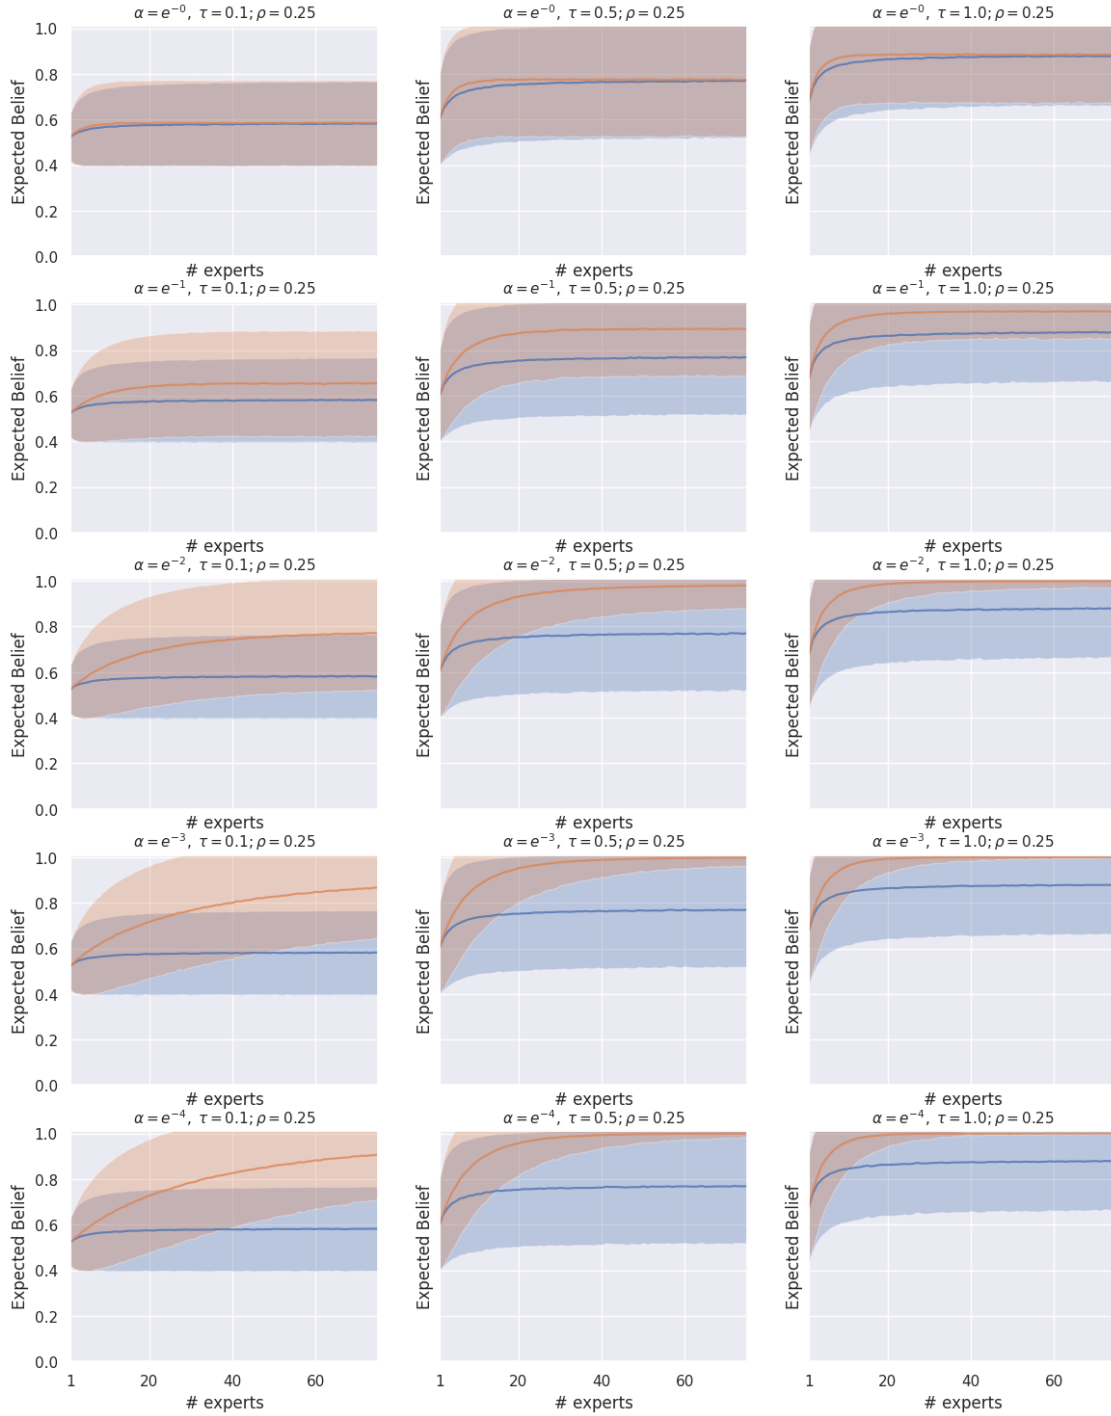 α = e⁻⁰, τ = 0.1; ρ = 0.25
α = e⁻⁰, τ = 0.5; ρ = 0.25
α = e⁻⁰, τ = 1.0; ρ = 0.25
1.0
0.8
0.6
0.4
0.2
0.0
Expected Belief
Expected Belief
Expected Belief
# experts
# experts
# experts
α = e⁻¹, τ = 0.1; ρ = 0.25
α = e⁻¹, τ = 0.5; ρ = 0.25
α = e⁻¹, τ = 1.0; ρ = 0.25
1.0
0.8
0.6
0.4
0.2
0.0
Expected Belief
Expected Belief
Expected Belief
# experts
# experts
# experts
α = e⁻², τ = 0.1; ρ = 0.25
α = e⁻², τ = 0.5; ρ = 0.25
α = e⁻², τ = 1.0; ρ = 0.25
1.0
0.8
0.6
0.4
0.2
0.0
Expected Belief
Expected Belief
Expected Belief
# experts
# experts
# experts
α = e⁻³, τ = 0.1; ρ = 0.25
α = e⁻³, τ = 0.5; ρ = 0.25
α = e⁻³, τ = 1.0; ρ = 0.25
1.0
0.8
0.6
0.4
0.2
0.0
Expected Belief
Expected Belief
Expected Belief
# experts
# experts
# experts
α = e⁻⁴, τ = 0.1; ρ = 0.25
α = e⁻⁴, τ = 0.5; ρ = 0.25
α = e⁻⁴, τ = 1.0; ρ = 0.25
1.0
0.8
0.6
0.4
0.2
0.0
Expected Belief
Expected Belief
Expected Belief
1 20 40 60
1 20 40 60
1 20 40 60
# experts
# experts
# experts